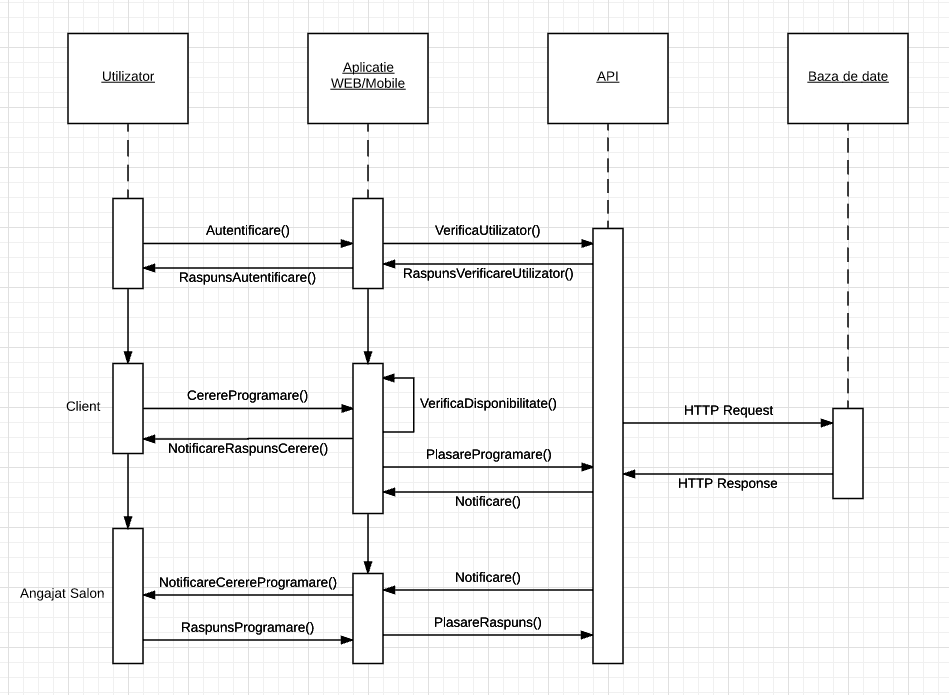 Utilizator
Aplicatie
WEB/Mobile
API
Baza de date
Autentificare()
VerificaUtilizator()
RaspunsAutentificare()
RaspunsVerificareUtilizator()
Client
CerereProgramare()
VerificaDisponibilitate()
HTTP Request
NotificareRaspunsCerere()
PlasareProgramare()
HTTP Response
Notificare()
Angajat Salon
NotificareCerereProgramare()
Notificare()
RaspunsProgramare()
PlasareRaspuns()